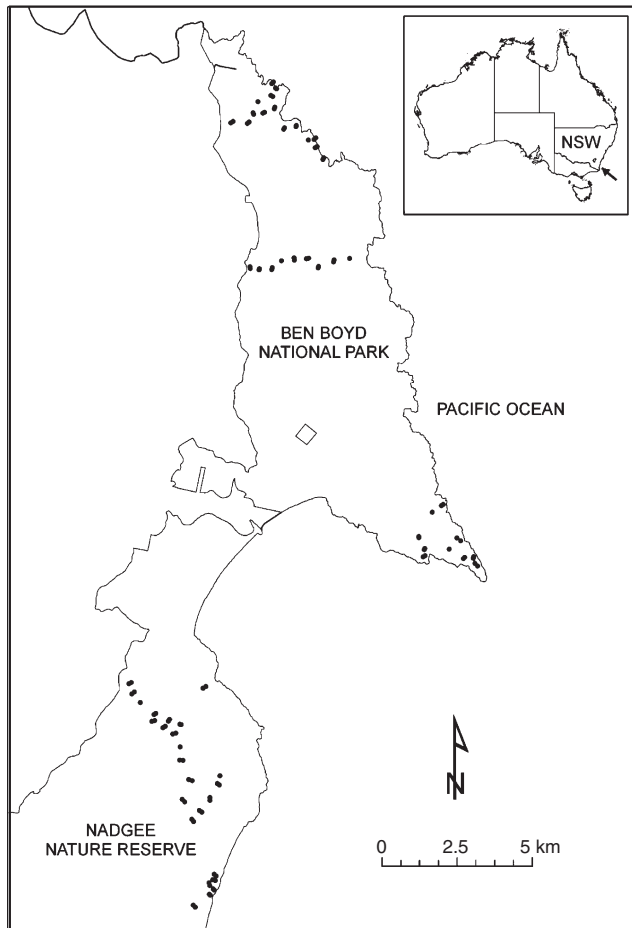 NSW
BEN BOYD
NATIONAL PARK
PACIFIC OCEAN
N
NADGEE
NATURE RESERVE
0 2.5 5 km